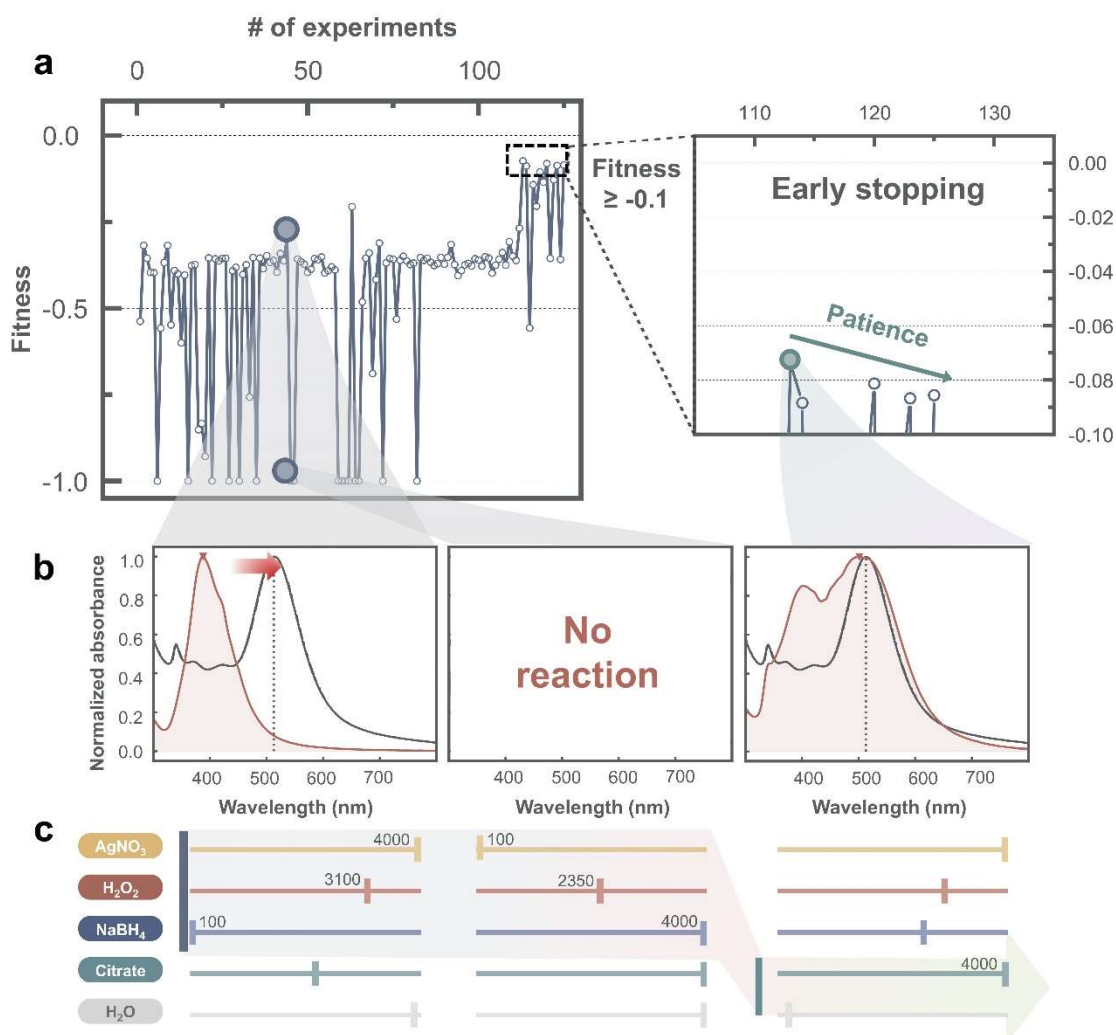 # of experiments
a
0 50 100
Fitness
0.0
-0.5
-1.0
Fitness
≥ -0.1
110 120 130
Early stopping
Patience
0.00
-0.02
-0.04
-0.06
-0.08
-0.10
b
Normalized absorbance
1.0
0.8
0.6
0.4
0.2
0.0
400 500 600 700
Wavelength (nm)
No
reaction
400 500 600 700
Wavelength (nm)
400 500 600 700
Wavelength (nm)
c
AgNO₃ 4000 100
H₂O₂ 3100 2350
NaBH₄ 100 4000
Citrate 4000
H₂O